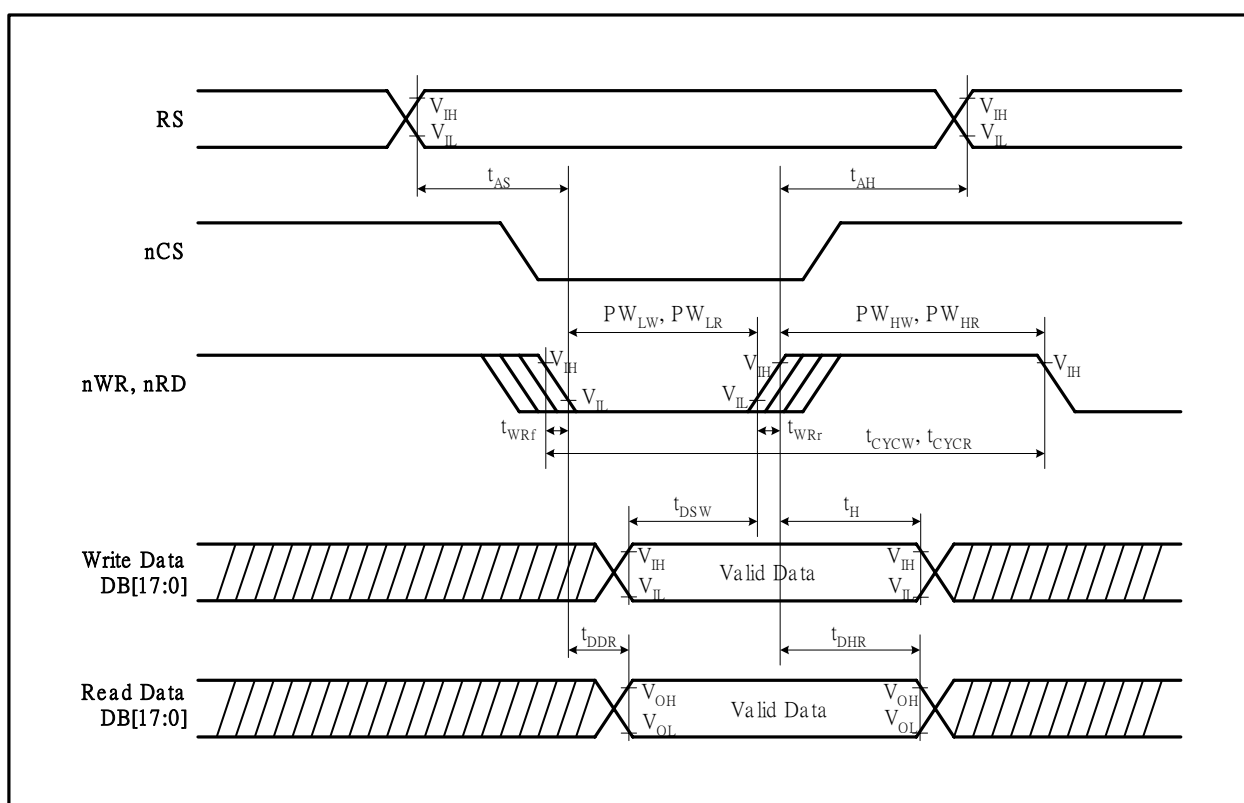 RS
V_IH
V_IL
V_IH
V_IL
t_AS
t_AH
nCS
PW_LW, PW_LR
PW_HW, PW_HR
nWR, nRD
V_IH
V_IL
V_IH
V_IL
V_IH
t_WRf
t_WRr
t_CYCW, t_CYCR
t_DSW
t_H
Write Data
DB[17:0]
V_IH
V_IL
Valid Data
V_IH
V_IL
t_DDR
t_DHR
Read Data
DB[17:0]
V_OH
V_OL
Valid Data
V_OH
V_OL